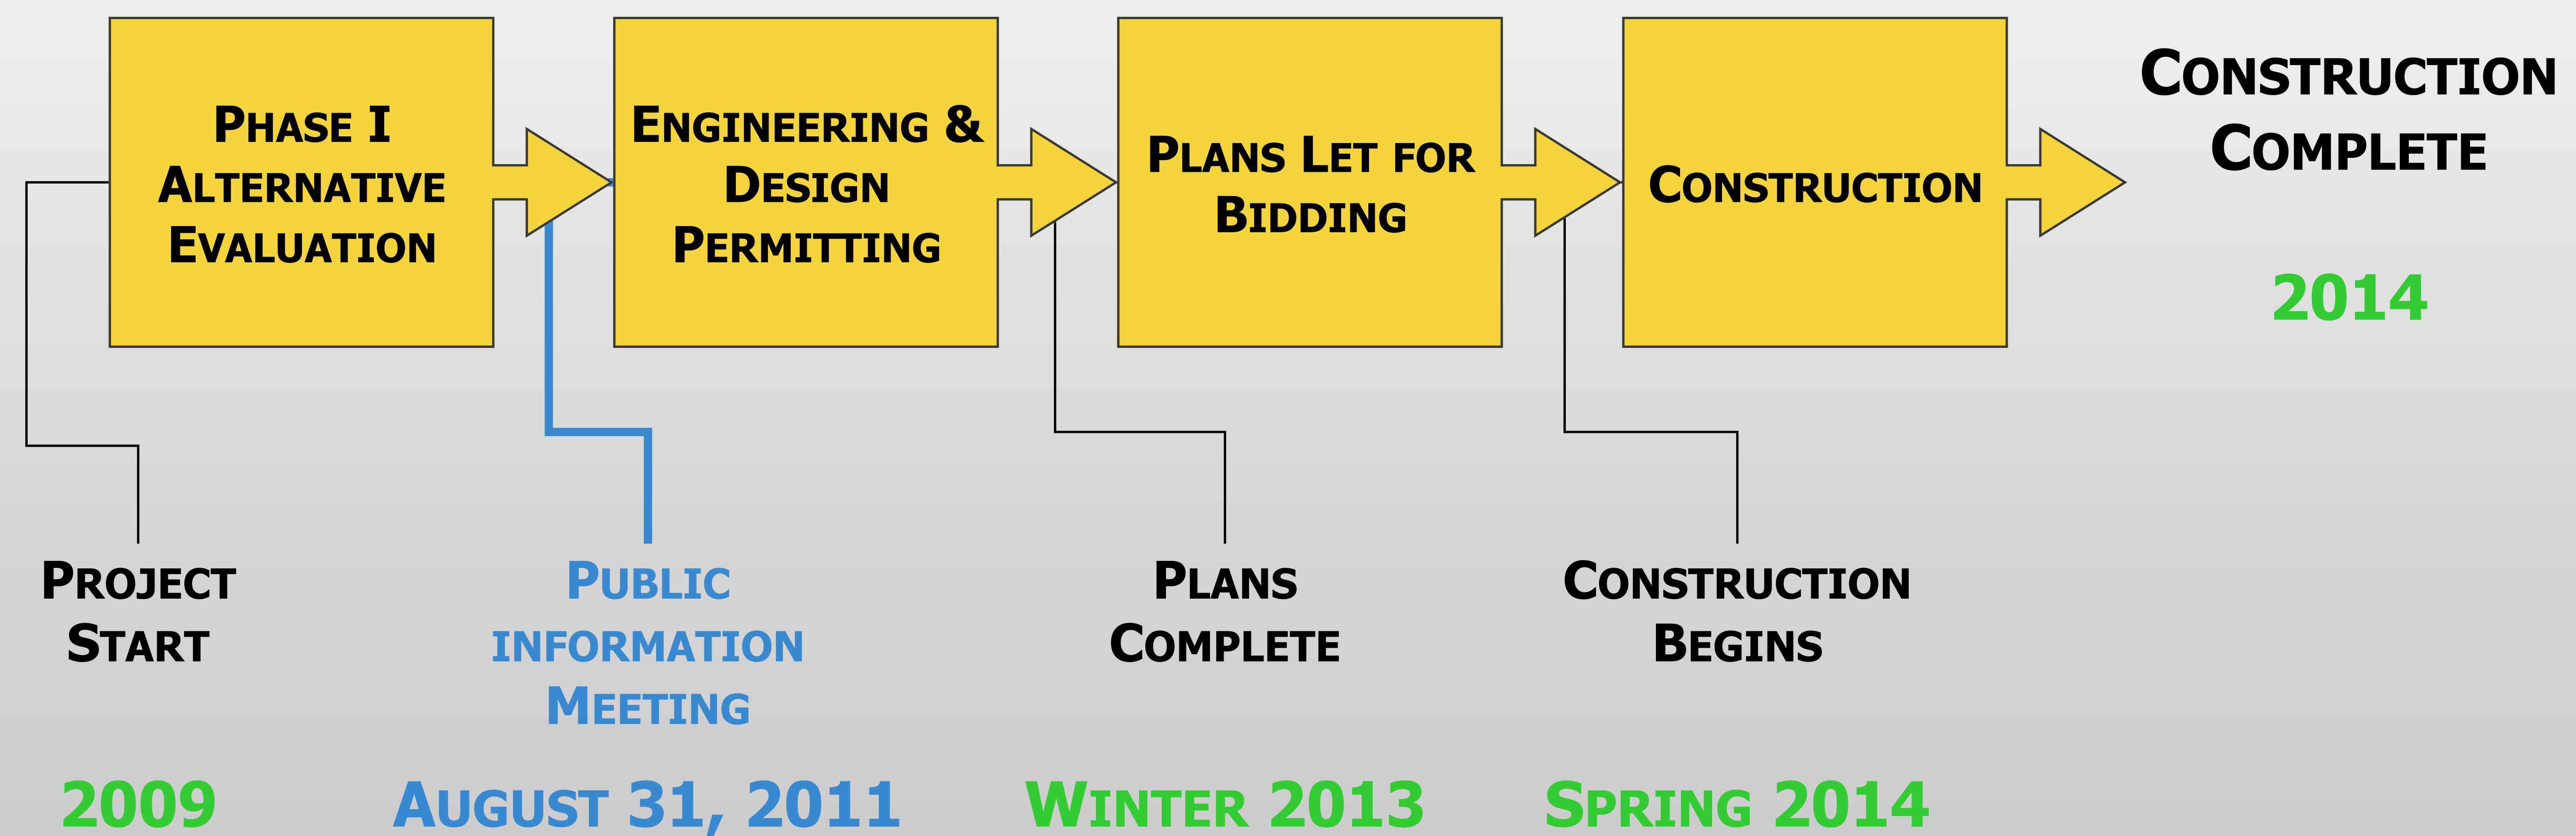 PHASE I
ALTERNATIVE
EVALUATION
ENGINEERING &
DESIGN
PERMITTING
PLANS LET FOR
BIDDING
CONSTRUCTION
CONSTRUCTION
COMPLETE
2014
PROJECT
START
2009
PUBLIC
INFORMATION
MEETING
AUGUST 31, 2011
PLANS
COMPLETE
WINTER 2013
CONSTRUCTION
BEGINS
SPRING 2014